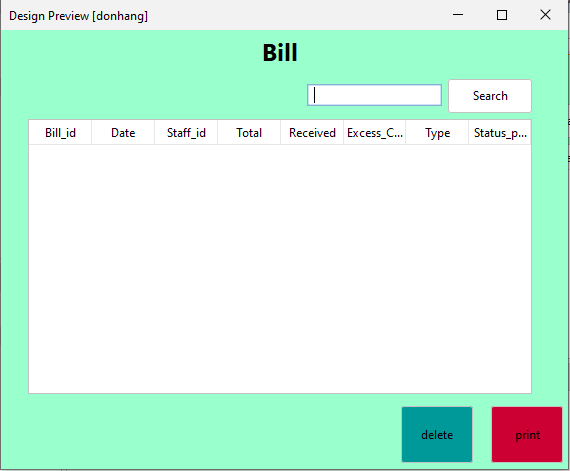 Design Preview [donhang]
Bill
Search
Bill_id Date Staff_id Total Received Excess_C... Type Status_p...
delete print